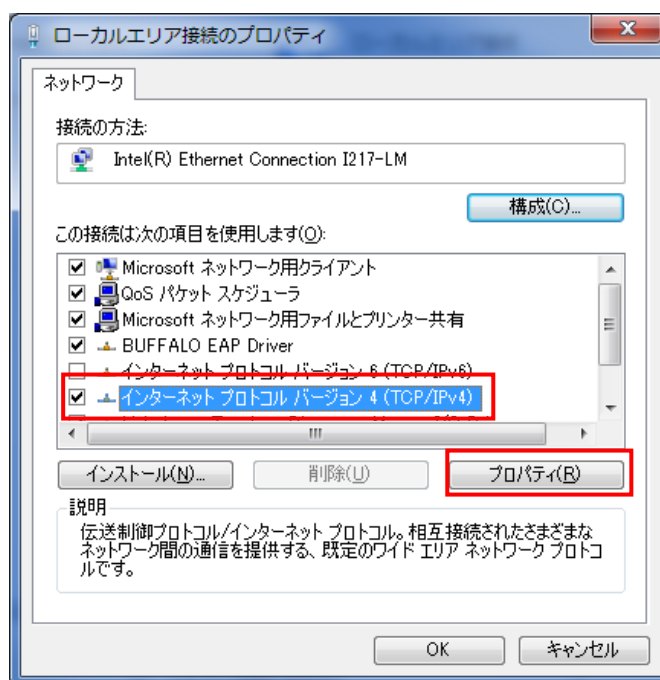 ローカルエリア接続のプロパティ
ネットワーク
接続の方法:
Intel(R) Ethernet Connection I217-LM
構成(C)...
この接続は次の項目を使用します(O):
Microsoft ネットワーク用クライアント
QoS パケット スケジューラ
Microsoft ネットワーク用ファイルとプリンター共有
BUFFALO EAP Driver
インターネット プロトコル バージョン 6 (TCP/IPv6)
インターネット プロトコル バージョン 4 (TCP/IPv4)
インストール(N)...
削除(U)
プロパティ(R)
説明
伝送制御プロトコル/インターネット プロトコル。相互接続されたさまざまな
ネットワーク間の通信を提供する、既定のワイド エリア ネットワーク プロトコ
ルです。
OK
キャンセル